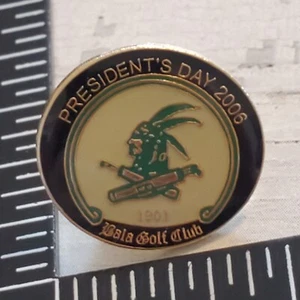 PRESIDENT'S DAY 2006
1901
Bala Golf Club